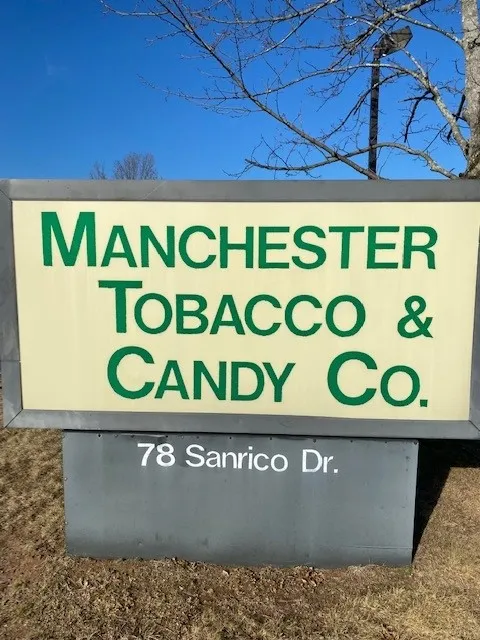 MANCHESTER
TOBACCO &
CANDY CO.
78 Sanrico Dr.